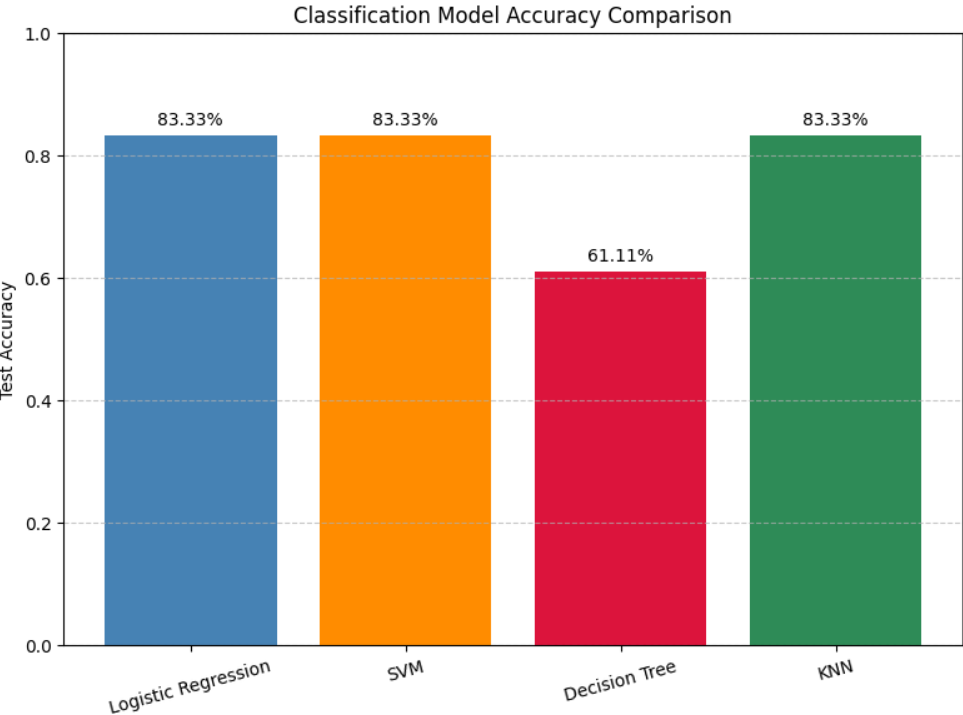 Classification Model Accuracy Comparison
1.0
83.33%
83.33%
83.33%
0.8
61.11%
0.6
Test Accuracy
0.4
0.2
0.0
Logistic Regression
SVM
Decision Tree
KNN